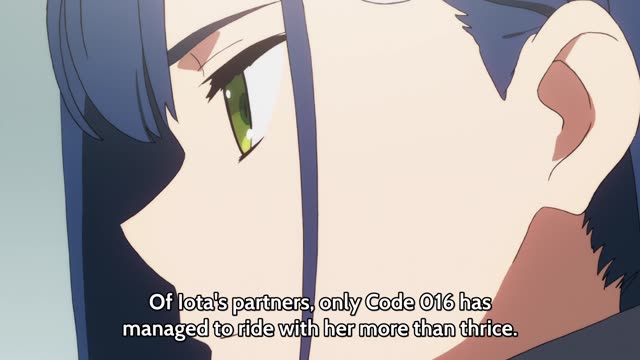 Of Iota's partners, only Code 016 has
managed to ride with her more than thrice.